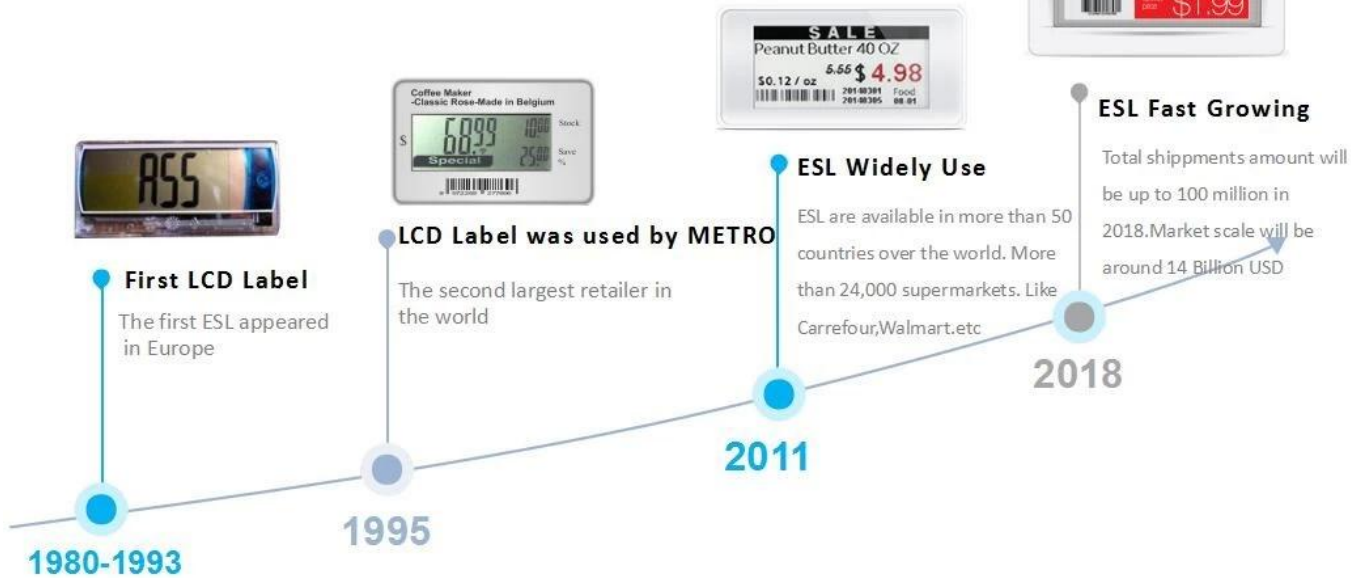 $1.99
SALE
Peanut Butter 40 OZ
5.55 $ 4.98
$0.12 / oz
Food
Coffee Maker
-Classic Rose-Made in Belgium
$ 68.99
Stock
Special
Save
%
A55
ESL Fast Growing
Total shippments amount will
be up to 100 million in
2018.Market scale will be
around 14 Billion USD
ESL Widely Use
ESL are available in more than 50
countries over the world. More
than 24,000 supermarkets. Like
Carrefour,Walmart.etc
LCD Label was used by METRO
The second largest retailer in
the world
First LCD Label
The first ESL appeared
in Europe
2018
2011
1995
1980-1993